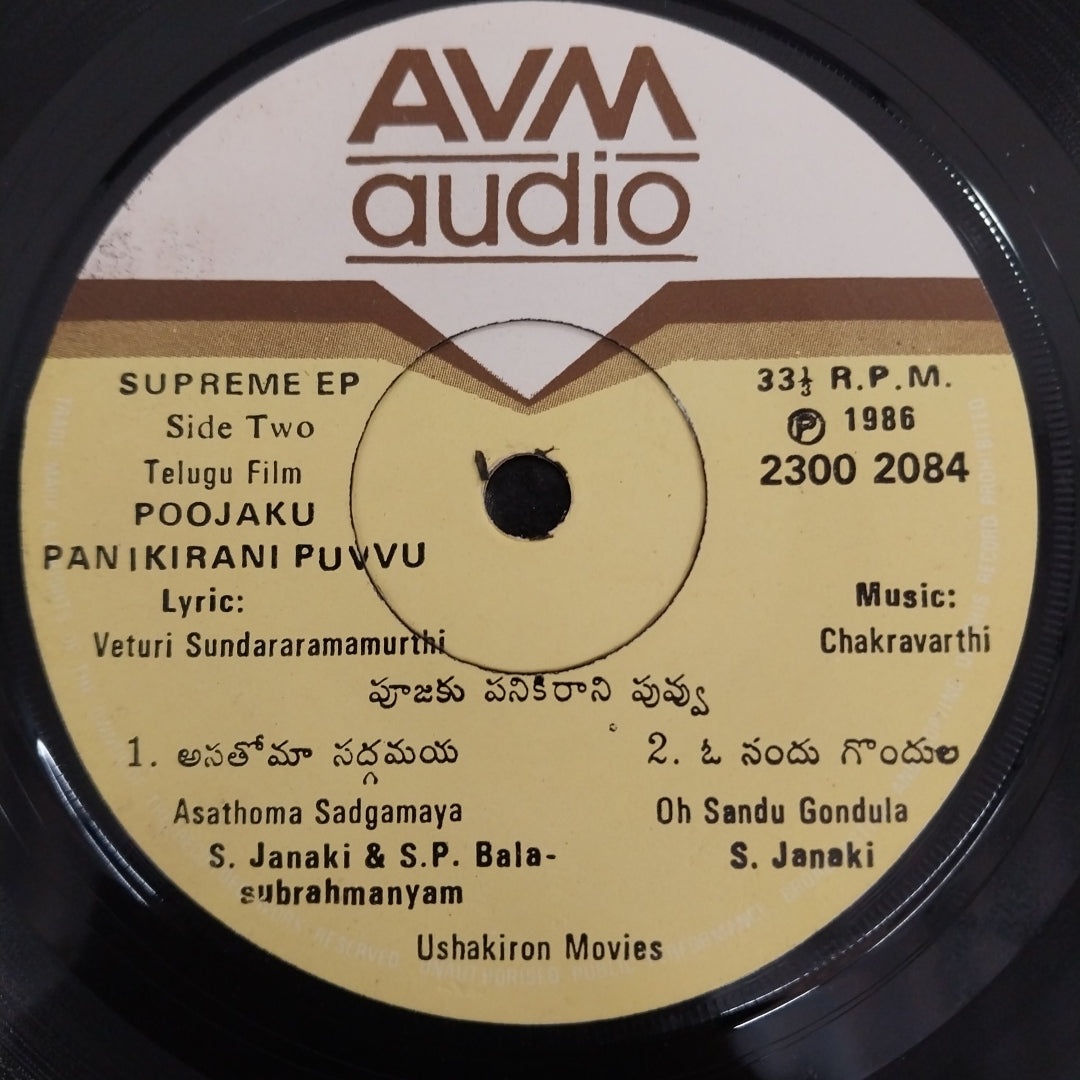 AVM
audio
SUPREME EP
Side Two
Telugu Film
POOJAKU
PANIKIRANI PUVVU
Lyric:
Veturi Sundararamamurthi
33⅓ R.P.M.
Ⓟ 1986
2300 2084
Music:
Chakravarthi
పూజకు పనికిరాని పువ్వు
1. అసతోమా సద్గమయ
Asathoma Sadgamaya
S. Janaki & S.P. Bala-
subrahmanyam
2. ఓ నందు గొందుల
Oh Sandu Gondula
S. Janaki
Ushakiron Movies